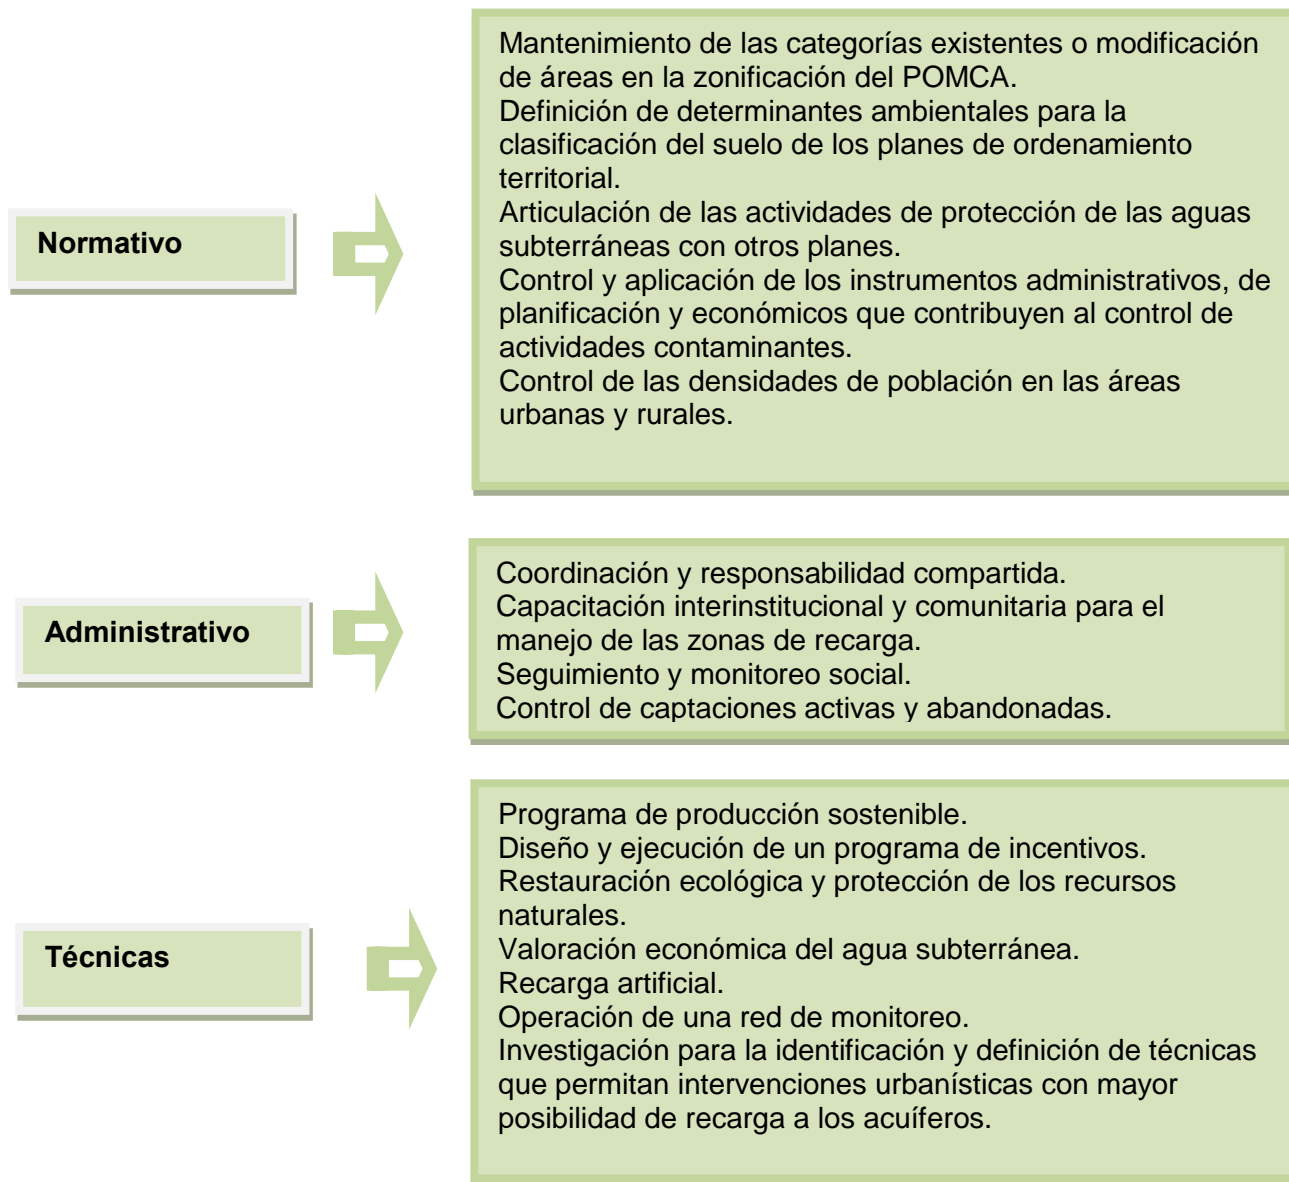 Normativo
Mantenimiento de las categorías existentes o modificación
de áreas en la zonificación del POMCA.
Definición de determinantes ambientales para la
clasificación del suelo de los planes de ordenamiento
territorial.
Articulación de las actividades de protección de las aguas
subterráneas con otros planes.
Control y aplicación de los instrumentos administrativos, de
planificación y económicos que contribuyen al control de
actividades contaminantes.
Control de las densidades de población en las áreas
urbanas y rurales.
Administrativo
Coordinación y responsabilidad compartida.
Capacitación interinstitucional y comunitaria para el
manejo de las zonas de recarga.
Seguimiento y monitoreo social.
Control de captaciones activas y abandonadas.
Técnicas
Programa de producción sostenible.
Diseño y ejecución de un programa de incentivos.
Restauración ecológica y protección de los recursos
naturales.
Valoración económica del agua subterránea.
Recarga artificial.
Operación de una red de monitoreo.
Investigación para la identificación y definición de técnicas
que permitan intervenciones urbanísticas con mayor
posibilidad de recarga a los acuíferos.